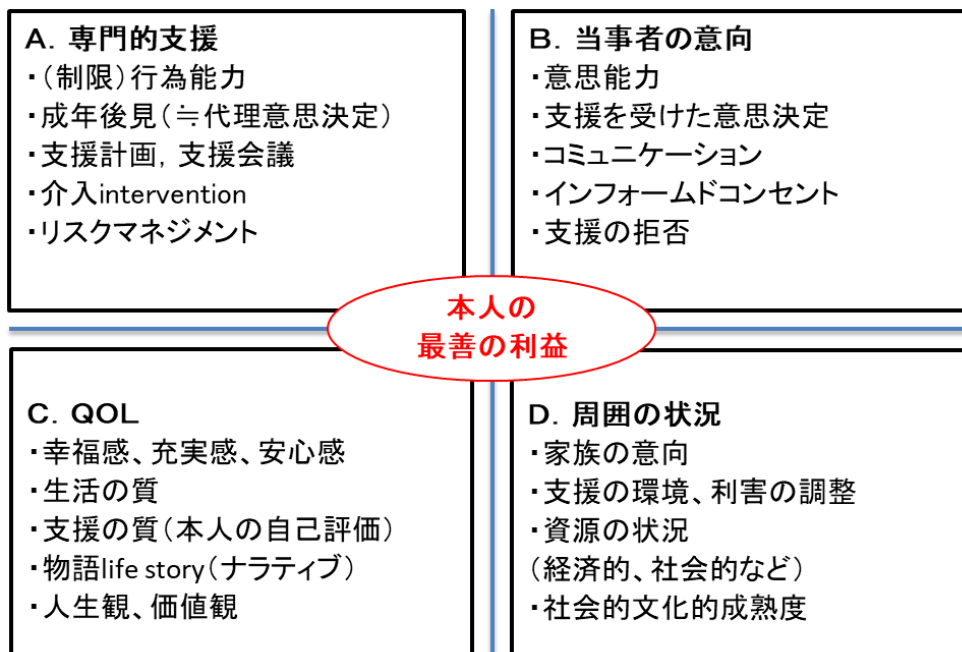 A. 専門的支援
・(制限)行為能力
・成年後見(≒代理意思決定)
・支援計画，支援会議
・介入intervention
・リスクマネジメント
B. 当事者の意向
・意思能力
・支援を受けた意思決定
・コミュニケーション
・インフォームドコンセント
・支援の拒否
本人の
最善の利益
C. QOL
・幸福感、充実感、安心感
・生活の質
・支援の質(本人の自己評価)
・物語life story(ナラティブ)
・人生観、価値観
D. 周囲の状況
・家族の意向
・支援の環境、利害の調整
・資源の状況
(経済的、社会的など)
・社会的文化的成熟度